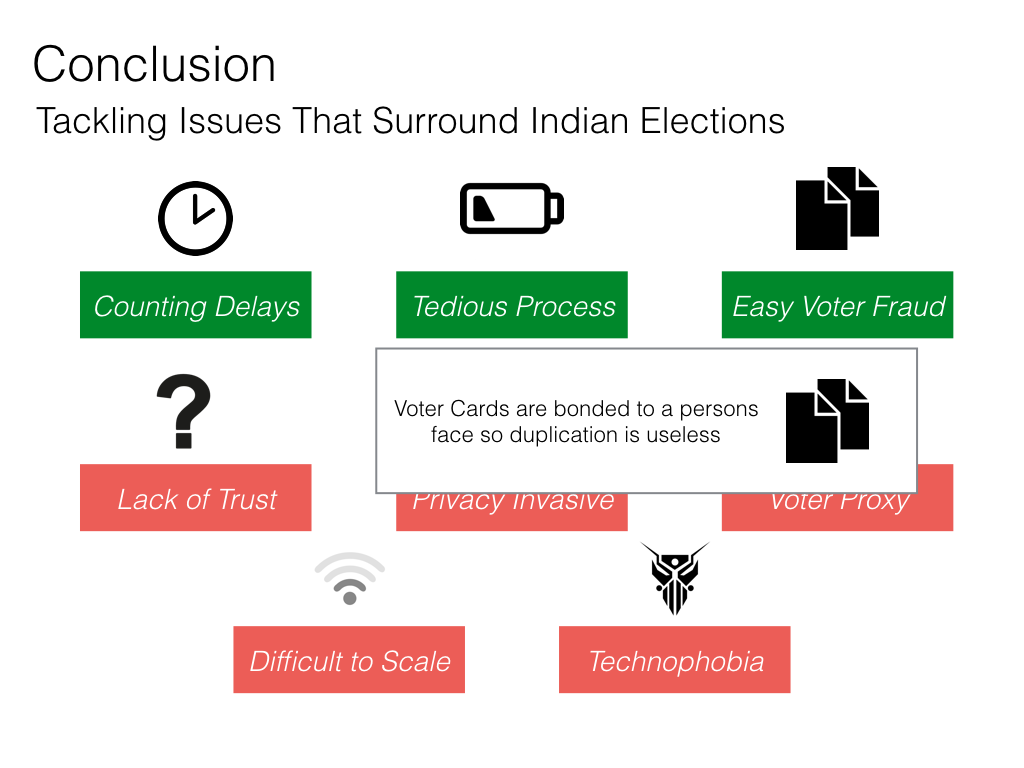 Conclusion
Tackling Issues That Surround Indian Elections
Counting Delays
Tedious Process
Easy Voter Fraud
Voter Cards are bonded to a persons
face so duplication is useless
Lack of Trust
Privacy Invasive
Voter Proxy
Difficult to Scale
Technophobia